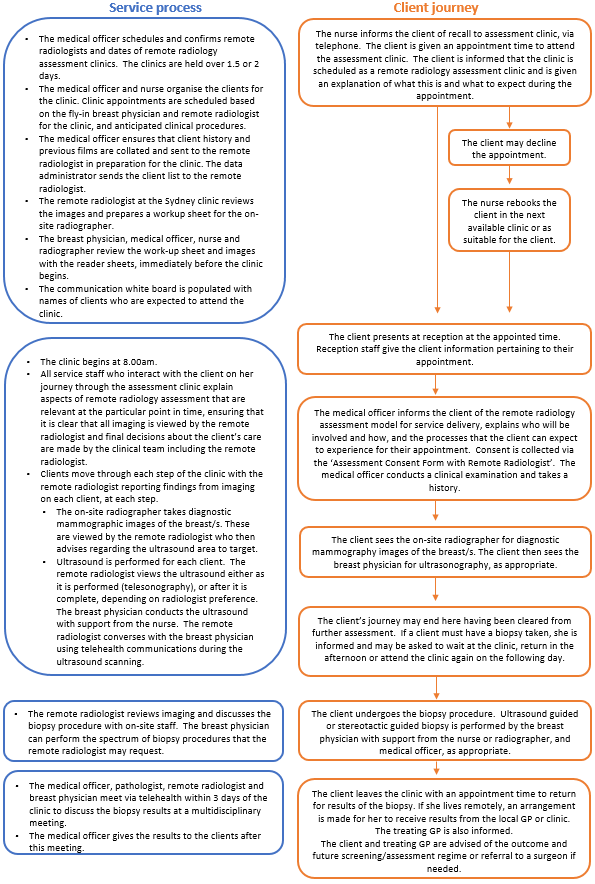 Service process
• The medical officer schedules and confirms remote
radiologists and dates of remote radiology
assessment clinics.  The clinics are held over 1.5 or 2
days.
• The medical officer and nurse organise the clients for
the clinic. Clinic appointments are scheduled based
on the fly-in breast physician and remote radiologist
for the clinic, and anticipated clinical procedures.
• The medical officer ensures that client history and
previous films are collated and sent to the remote
radiologist in preparation for the clinic. The data
administrator sends the client list to the remote
radiologist.
• The remote radiologist at the Sydney clinic reviews
the images and prepares a workup sheet for the on-
site radiographer.
• The breast physician, medical officer, nurse and
radiographer review the work-up sheet and images
with the reader sheets, immediately before the clinic
begins.
• The communication white board is populated with
names of clients who are expected to attend the
clinic.
• The clinic begins at 8.00am.
• All service staff who interact with the client on her
journey through the assessment clinic explain
aspects of remote radiology assessment that are
relevant at the particular point in time, ensuring that
it is clear that all imaging is viewed by the remote
radiologist and final decisions about the client's care
are made by the clinical team including the remote
radiologist.
• Clients move through each step of the clinic with the
remote radiologist reporting findings from imaging
on each client, at each step.
• The on-site radiographer takes diagnostic
mammographic images of the breast/s. These
are viewed by the remote radiologist who then
advises regarding the ultrasound area to target.
• Ultrasound is performed for each client.  The
remote radiologist views the ultrasound either as
it is performed (telesonography), or after it is
complete, depending on radiologist preference.
The breast physician conducts the ultrasound
with support from the nurse.  The remote
radiologist converses with the breast physician
using telehealth communications during the
ultrasound scanning.
• The remote radiologist reviews imaging and discusses the
biopsy procedure with on-site staff.  The breast physician
can perform the spectrum of biopsy procedures that the
remote radiologist may request.
• The medical officer, pathologist, remote radiologist and
breast physician meet via telehealth within 3 days of the
clinic to discuss the biopsy results at a multidisciplinary
meeting.
• The medical officer gives the results to the clients after
this meeting.
Client journey
The nurse informs the client of recall to assessment clinic, via
telephone.  The client is given an appointment time to attend
the assessment clinic.  The client is informed that the clinic is
scheduled as a remote radiology assessment clinic and is given
an explanation of what this is and what to expect during the
appointment.
The client may decline
the appointment.
The nurse rebooks the
client in the next
available clinic or as
suitable for the client.
The client presents at reception at the appointed time.
Reception staff give the client information pertaining to their
appointment.
The medical officer informs the client of the remote radiology
assessment model for service delivery, explains who will be
involved and how, and the processes that the client can expect
to experience for their appointment.  Consent is collected via
the 'Assessment Consent Form with Remote Radiologist'.  The
medical officer conducts a clinical examination and takes a
history.
The client sees the on-site radiographer for diagnostic
mammography images of the breast/s. The client then sees the
breast physician for ultrasonography, as appropriate.
The client's journey may end here having been cleared from
further assessment.  If a client must have a biopsy taken, she is
informed and may be asked to wait at the clinic, return in the
afternoon or attend the clinic again on the following day.
The client undergoes the biopsy procedure.  Ultrasound guided
or stereotactic guided biopsy is performed by the breast
physician with support from the nurse or radiographer, and
medical officer, as appropriate.
The client leaves the clinic with an appointment time to return
for results of the biopsy. If she lives remotely, an arrangement
is made for her to receive results from the local GP or clinic.
The treating GP is also informed.
The client and treating GP are advised of the outcome and
future screening/assessment regime or referral to a surgeon if
needed.